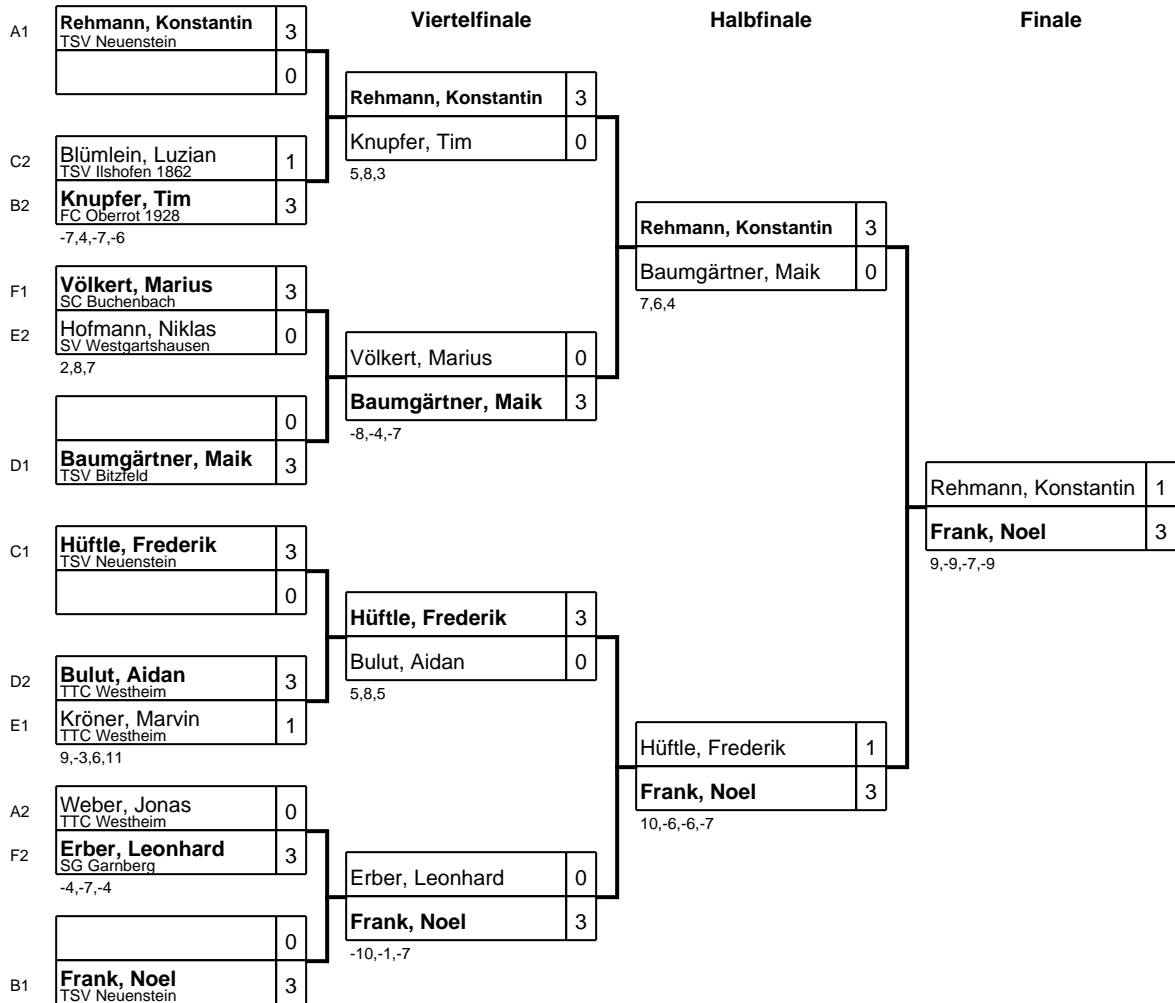 Viertelfinale
Halbfinale
Finale
A1
Rehmann, Konstantin 3
TSV Neuenstein
0
C2
Blümlein, Luzian 1
TSV Ilshofen 1862
B2
Knupfer, Tim 3
FC Oberrot 1928
-7,4,-7,-6
F1
Völkert, Marius 3
SC Buchenbach
E2
Hofmann, Niklas 0
SV Westgartshausen
2,8,7
0
D1
Baumgärtner, Maik 3
TSV Bitzfeld
C1
Hüftle, Frederik 3
TSV Neuenstein
0
D2
Bulut, Aidan 3
TTC Westheim
E1
Kröner, Marvin 1
TTC Westheim
9,-3,6,11
A2
Weber, Jonas 0
TTC Westheim
F2
Erber, Leonhard 3
SG Garnberg
-4,-7,-4
0
B1
Frank, Noel 3
TSV Neuenstein
Rehmann, Konstantin 3
Knupfer, Tim 0
5,8,3
Völkert, Marius 0
Baumgärtner, Maik 3
-8,-4,-7
Hüftle, Frederik 3
Bulut, Aidan 0
5,8,5
Erber, Leonhard 0
Frank, Noel 3
-10,-1,-7
Rehmann, Konstantin 3
Baumgärtner, Maik 0
7,6,4
Hüftle, Frederik 1
Frank, Noel 3
10,-6,-6,-7
Rehmann, Konstantin 1
Frank, Noel 3
9,-9,-7,-9